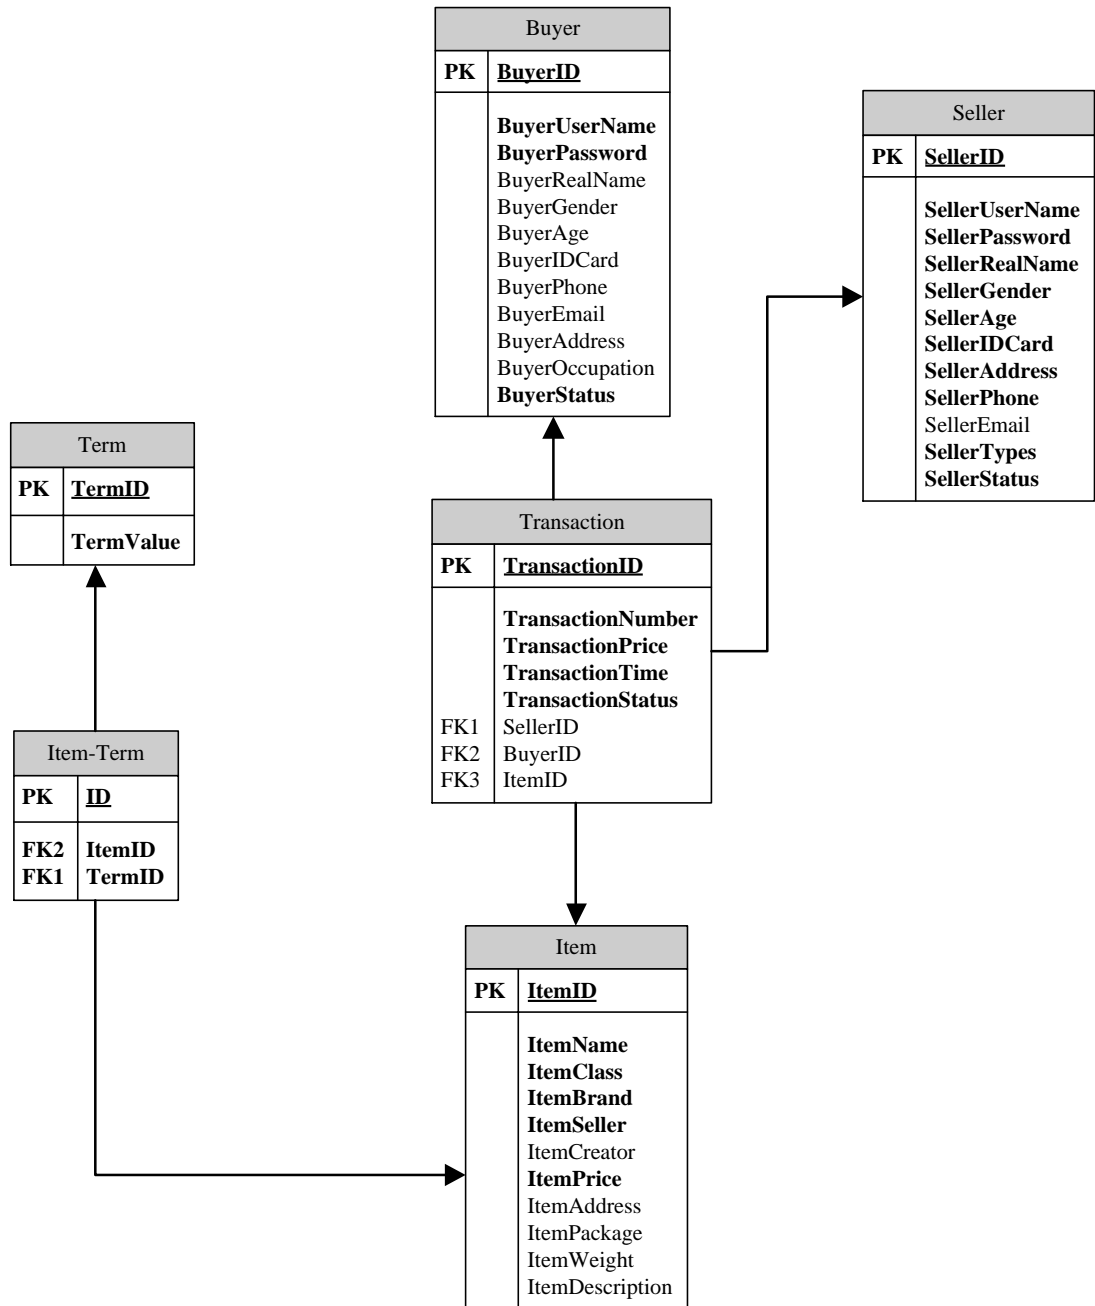 Buyer
PK BuyerID
BuyerUserName
BuyerPassword
BuyerRealName
BuyerGender
BuyerAge
BuyerIDCard
BuyerPhone
BuyerEmail
BuyerAddress
BuyerOccupation
BuyerStatus
Seller
PK SellerID
SellerUserName
SellerPassword
SellerRealName
SellerGender
SellerAge
SellerIDCard
SellerAddress
SellerPhone
SellerEmail
SellerTypes
SellerStatus
Term
PK TermID
TermValue
Transaction
PK TransactionID
TransactionNumber
TransactionPrice
TransactionTime
TransactionStatus
FK1 SellerID
FK2 BuyerID
FK3 ItemID
Item-Term
PK ID
FK2 ItemID
FK1 TermID
Item
PK ItemID
ItemName
ItemClass
ItemBrand
ItemSeller
ItemCreator
ItemPrice
ItemAddress
ItemPackage
ItemWeight
ItemDescription